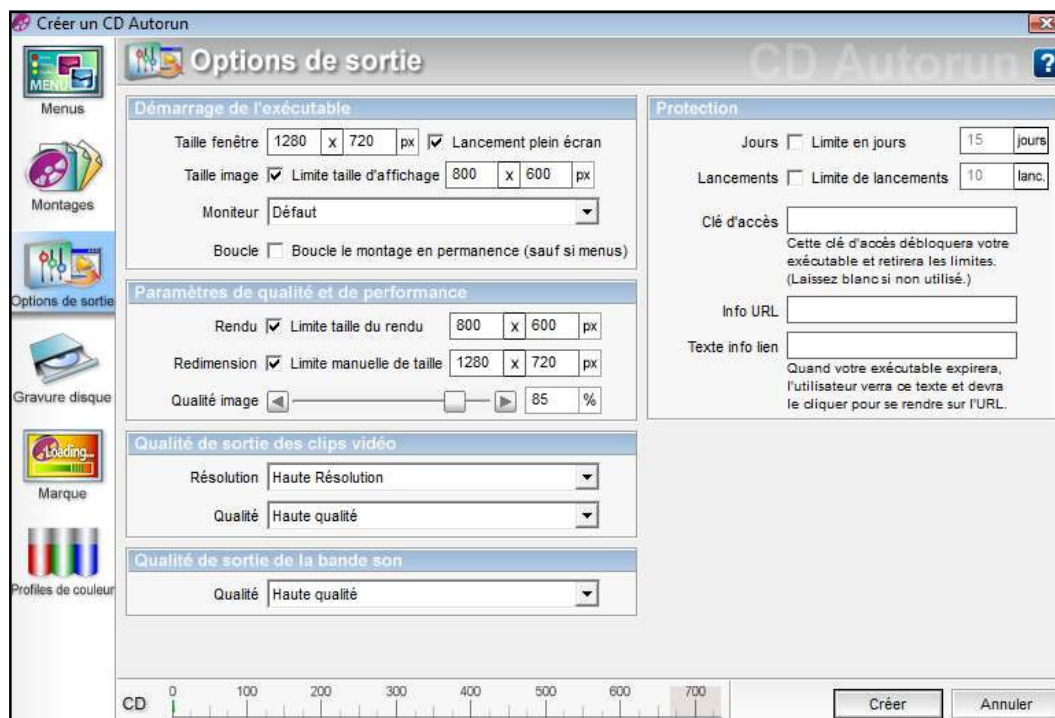 Créer un CD Autorun
MENU
Menus
Montages
Options de sortie
Gravure disque
Loading...
Marque
Profiles de couleur
Options de sortie
CD Autorun ?
Démarrage de l'exécutable
Taille fenêtre 1280 x 720 px Lancement plein écran
Taille image Limite taille d'affichage 800 x 600 px
Moniteur Défaut
Boucle Boucle le montage en permanence (sauf si menus)
Paramètres de qualité et de performance
Rendu Limite taille du rendu 800 x 600 px
Redimension Limite manuelle de taille 1280 x 720 px
Qualité image 85 %
Qualité de sortie des clips vidéo
Résolution Haute Résolution
Qualité Haute qualité
Qualité de sortie de la bande son
Qualité Haute qualité
Protection
Jours Limite en jours 15 jours
Lancements Limite de lancements 10 lanc.
Clé d'accès
Cette clé d'accès débloquera votre
exécutable et retirera les limites.
(Laissez blanc si non utilisé.)
Info URL
Texte info lien
Quand votre exécutable expirera,
l'utilisateur verra ce texte et devra
le cliquer pour se rendre sur l'URL.
CD 0 100 200 300 400 500 600 700
Créer Annuler